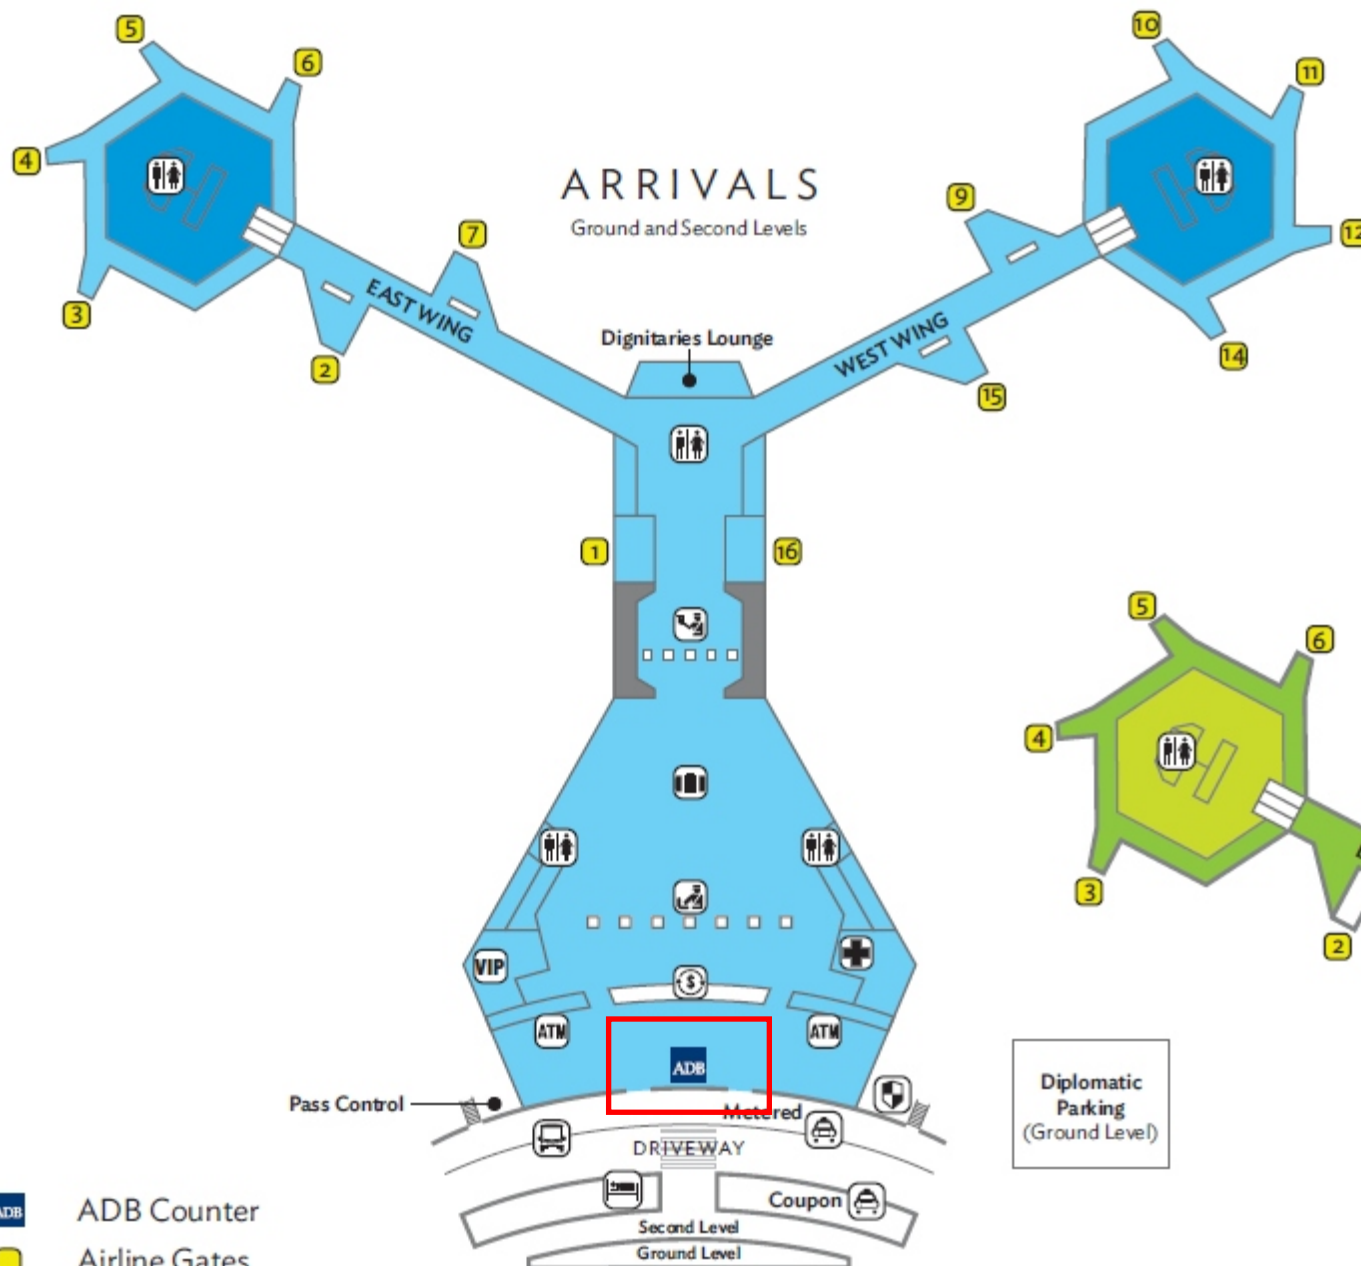 5
6
4
3
7
2
EAST WING
ARRIVALS
Ground and Second Levels
Dignitaries Lounge
10
11
9
12
14
15
WEST WING
1
16
VIP
ATM
ATM
ADB
Pass Control
Metered
DRIVEWAY
Coupon
Second Level
Ground Level
5
6
4
3
2
Diplomatic
Parking
(Ground Level)
ADB
ADB Counter
Airline Gates